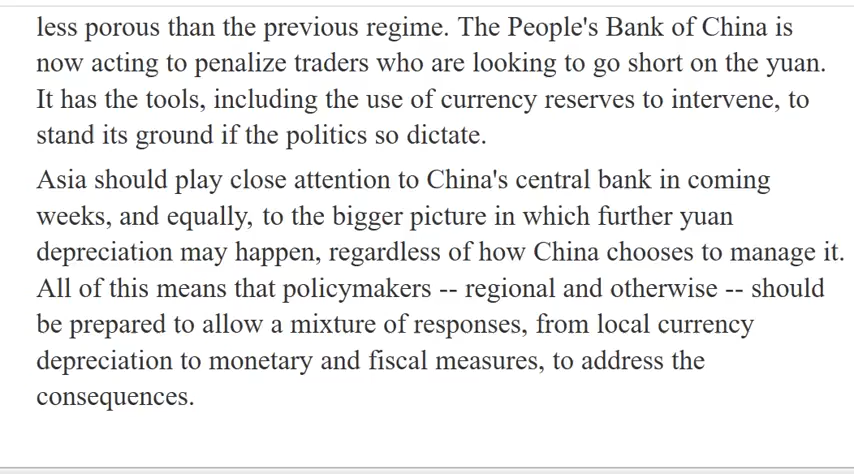 less porous than the previous regime. The People's Bank of China is
now acting to penalize traders who are looking to go short on the yuan.
It has the tools, including the use of currency reserves to intervene, to
stand its ground if the politics so dictate.
Asia should play close attention to China's central bank in coming
weeks, and equally, to the bigger picture in which further yuan
depreciation may happen, regardless of how China chooses to manage it.
All of this means that policymakers -- regional and otherwise -- should
be prepared to allow a mixture of responses, from local currency
depreciation to monetary and fiscal measures, to address the
consequences.